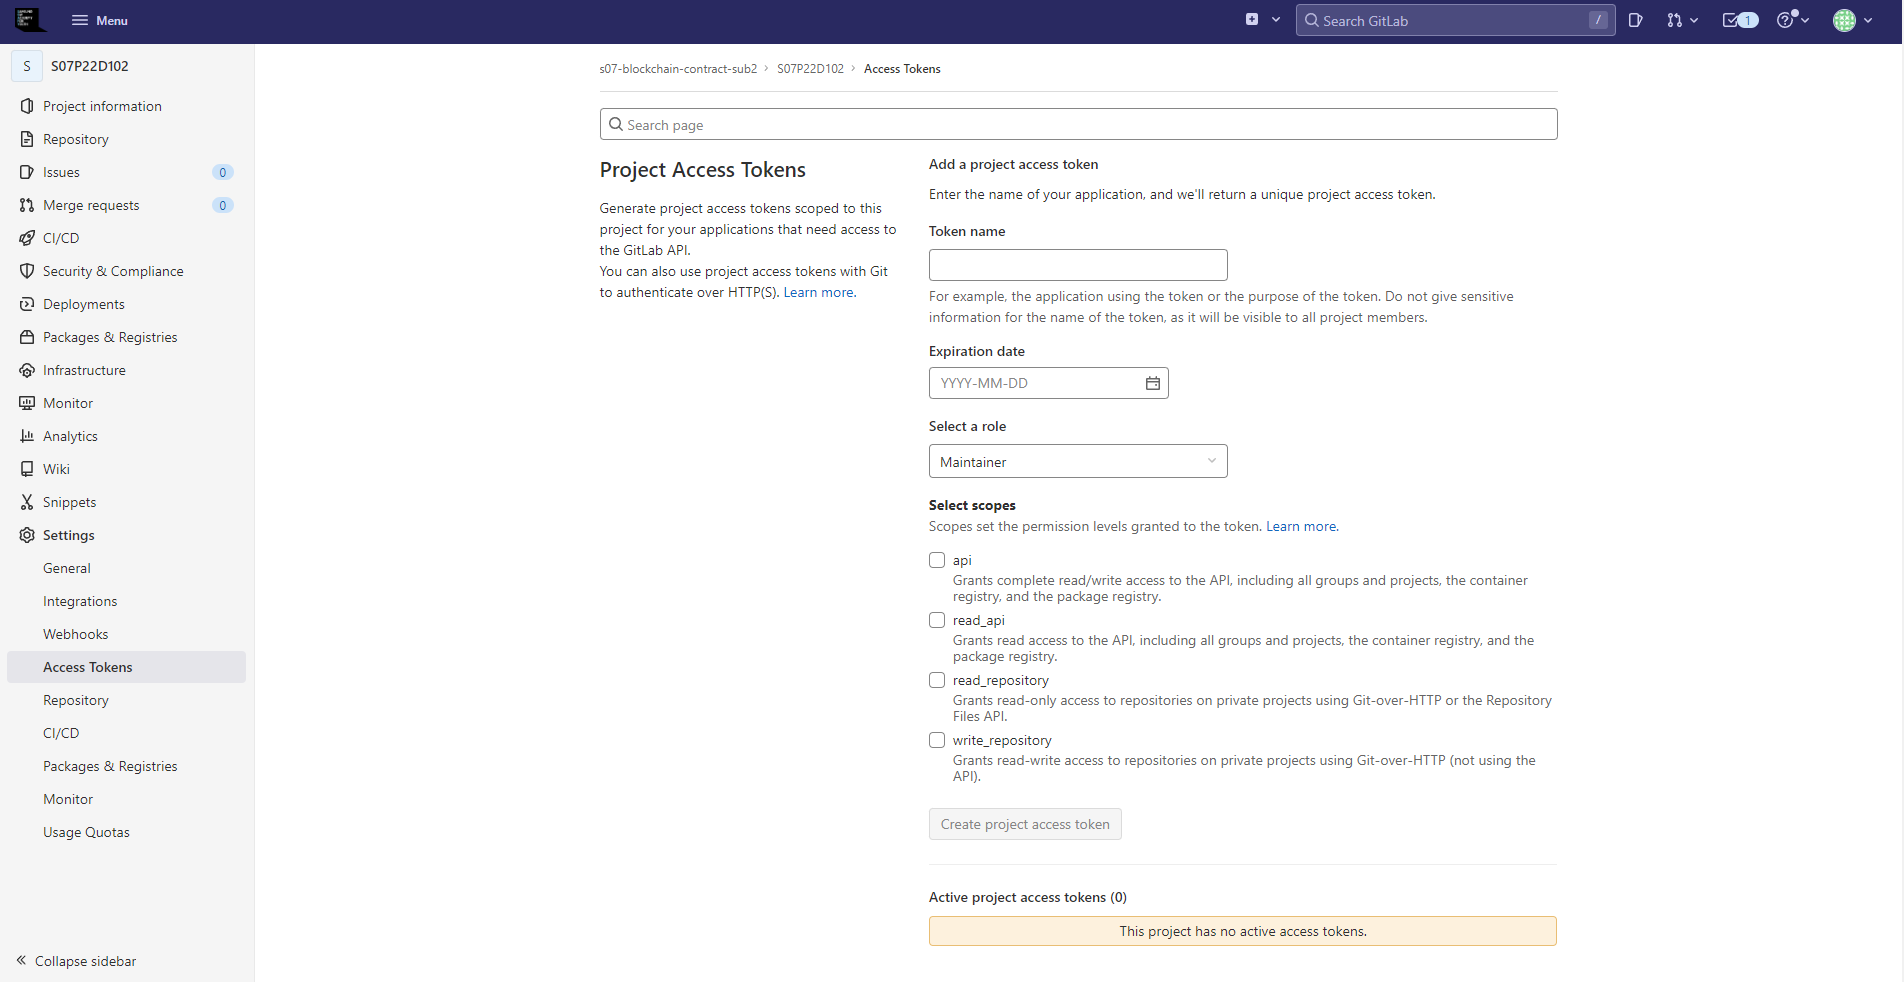 Menu
Search GitLab
/
1
S
S07P22D102
Project information
Repository
Issues
0
Merge requests
0
CI/CD
Security & Compliance
Deployments
Packages & Registries
Infrastructure
Monitor
Analytics
Wiki
Snippets
Settings
General
Integrations
Webhooks
Access Tokens
Repository
CI/CD
Packages & Registries
Monitor
Usage Quotas
Collapse sidebar
s07-blockchain-contract-sub2 › S07P22D102 › Access Tokens
Search page
Project Access Tokens
Generate project access tokens scoped to this
project for your applications that need access to
the GitLab API.
You can also use project access tokens with Git
to authenticate over HTTP(S). Learn more.
Add a project access token
Enter the name of your application, and we'll return a unique project access token.
Token name
For example, the application using the token or the purpose of the token. Do not give sensitive
information for the name of the token, as it will be visible to all project members.
Expiration date
YYYY-MM-DD
Select a role
Maintainer
Select scopes
Scopes set the permission levels granted to the token. Learn more.
api
Grants complete read/write access to the API, including all groups and projects, the container
registry, and the package registry.
read_api
Grants read access to the API, including all groups and projects, the container registry, and the
package registry.
read_repository
Grants read-only access to repositories on private projects using Git-over-HTTP or the Repository
Files API.
write_repository
Grants read-write access to repositories on private projects using Git-over-HTTP (not using the
API).
Create project access token
Active project access tokens (0)
This project has no active access tokens.